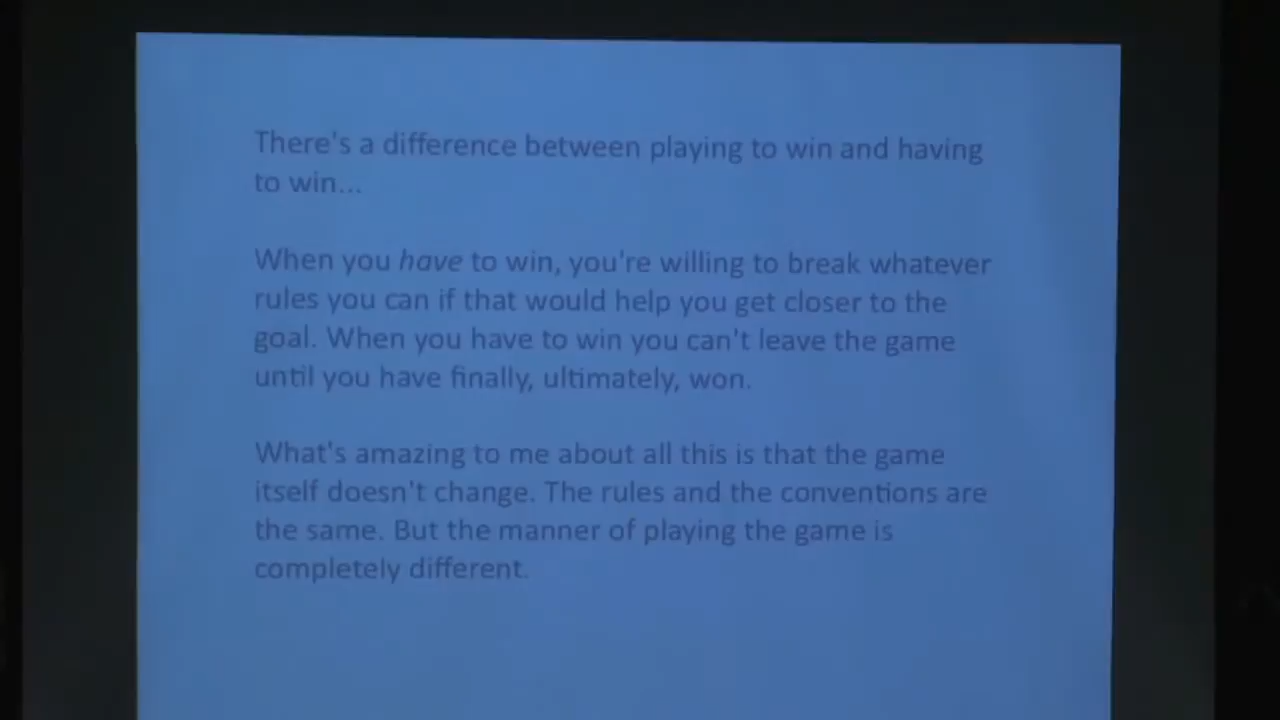 There's a difference between playing to win and having
to win...
When you have to win, you're willing to break whatever
rules you can if that would help you get closer to the
goal. When you have to win you can't leave the game
until you have finally, ultimately, won.
What's amazing to me about all this is that the game
itself doesn't change. The rules and the conventions are
the same. But the manner of playing the game is
completely different.